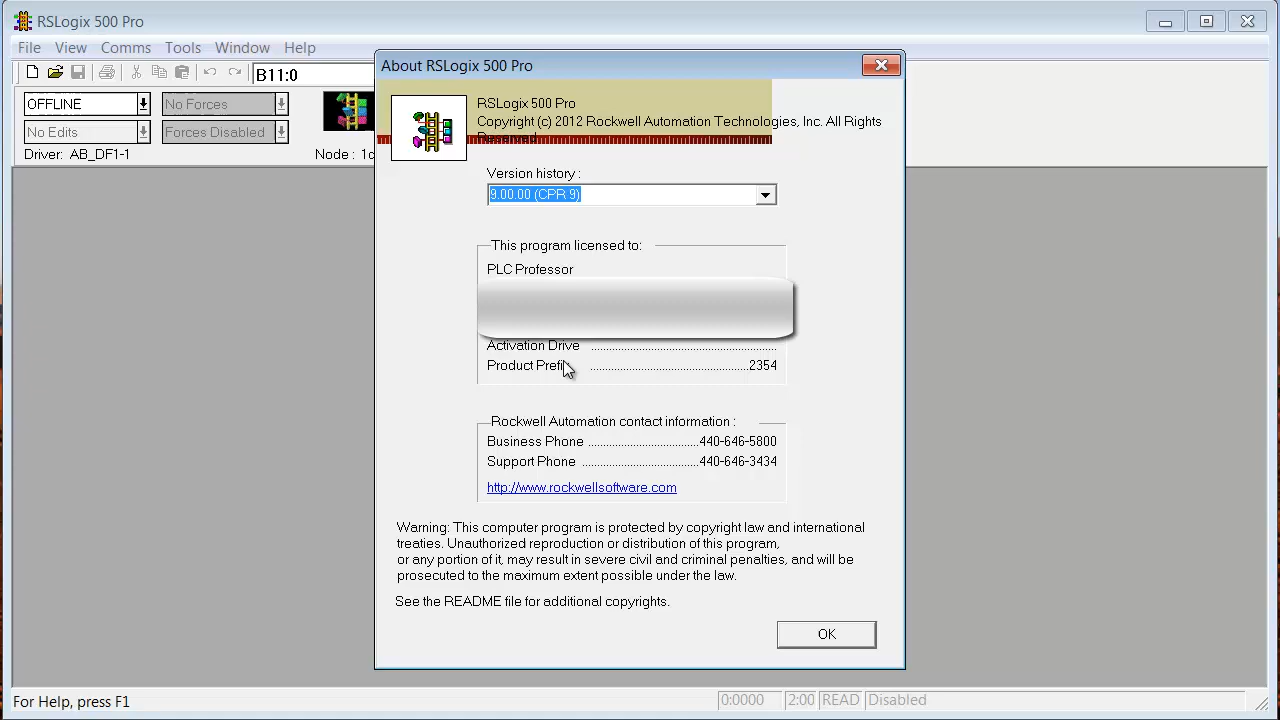 RSLogix 500 Pro
File View Comms Tools Window Help
B11:0
OFFLINE No Forces
No Edits Forces Disabled
Driver: AB_DF1-1 Node : 1
About RSLogix 500 Pro
RSLogix 500 Pro
Copyright (c) 2012 Rockwell Automation Technologies, Inc. All Rights
Reserved
Version history :
9.00.00 (CPR 9)
This program licensed to:
PLC Professor
Activation Drive
Product Prefix 2354
Rockwell Automation contact information :
Business Phone 440-646-5800
Support Phone 440-646-3434
http://www.rockwellsoftware.com
Warning: This computer program is protected by copyright law and international
treaties. Unauthorized reproduction or distribution of this program,
or any portion of it, may result in severe civil and criminal penalties, and will be
prosecuted to the maximum extent possible under the law.
See the README file for additional copyrights.
OK
For Help, press F1 0:0000 2:00 READ Disabled